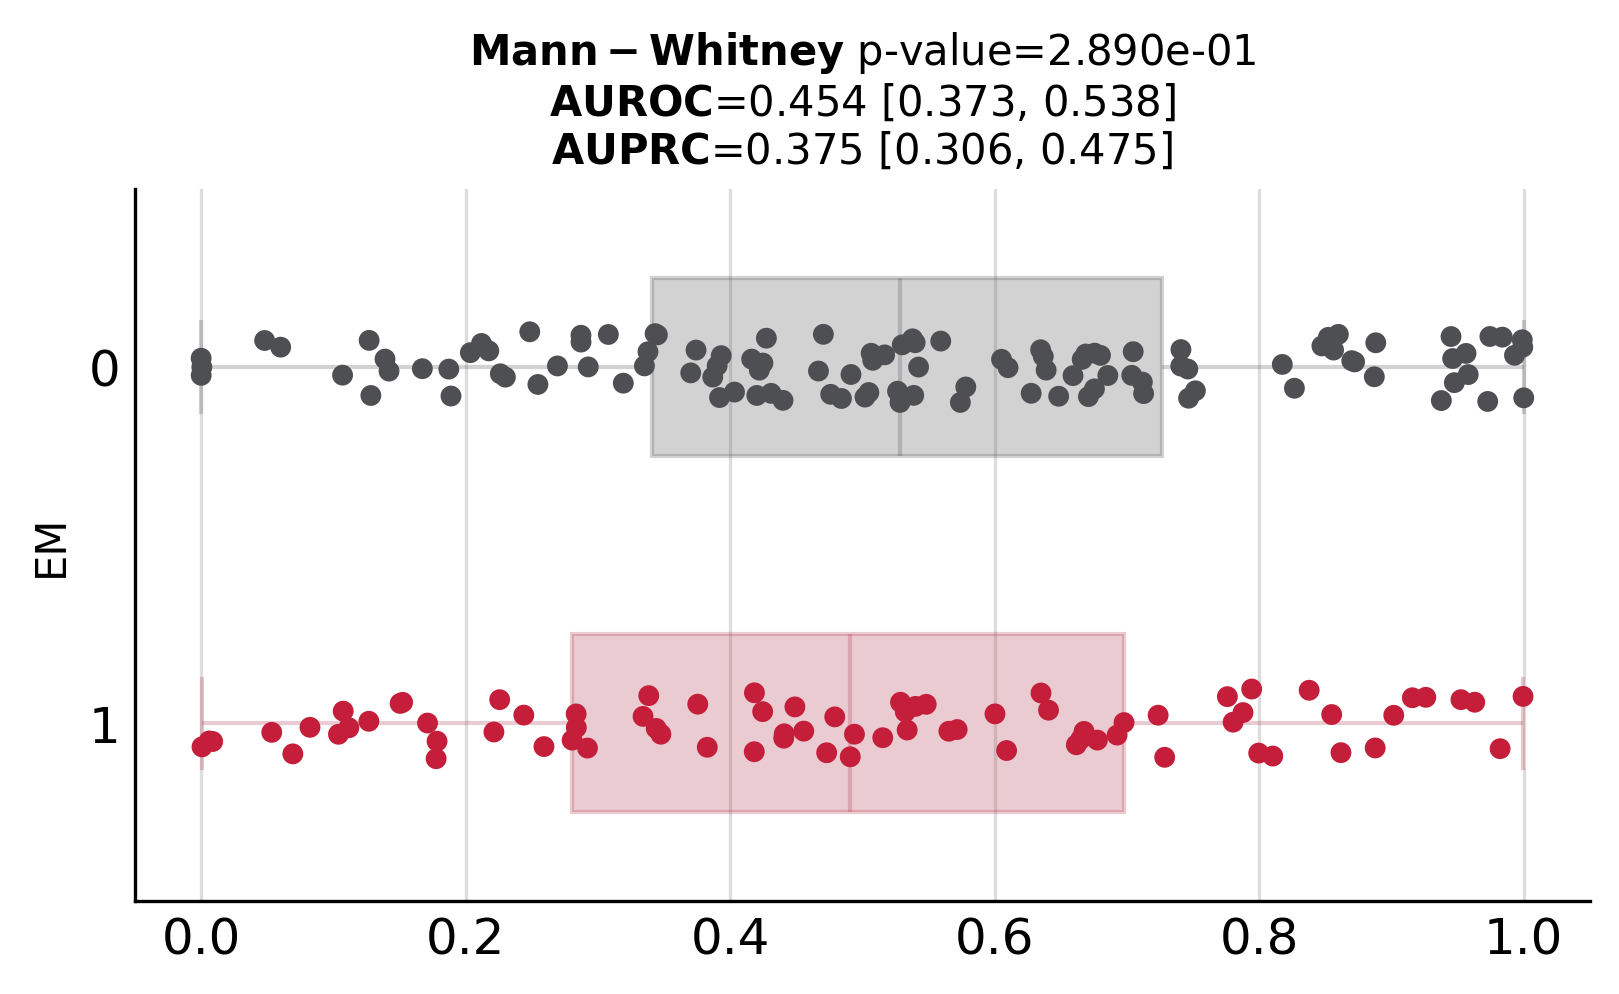 Mann − Whitney p-value=2.890e-01
AUROC=0.454 [0.373, 0.538]
AUPRC=0.375 [0.306, 0.475]
0
EM
1
0.0 0.2 0.4 0.6 0.8 1.0